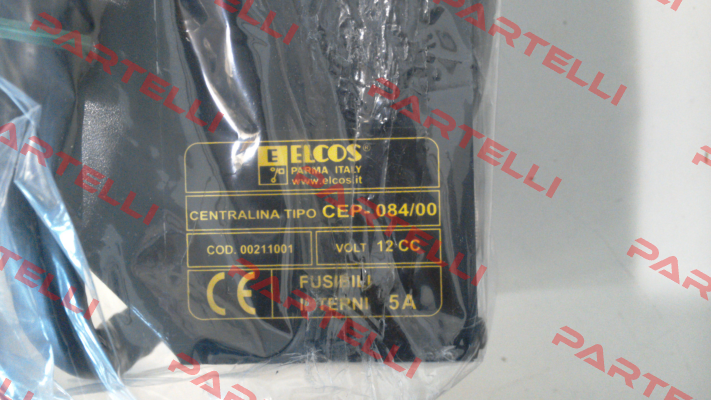 E ELCOS®
PARMA ITALY
www.elcos.it
CENTRALINA TIPO CEP-084/00
COD. 00211001 VOLT 12 CC
CE FUSIBILI
INTERNI 5A
PARTELLI
PARTELLI
PARTELLI
PARTELLI
PARTELLI
PARTELLI
PARTELLI
PARTELLI